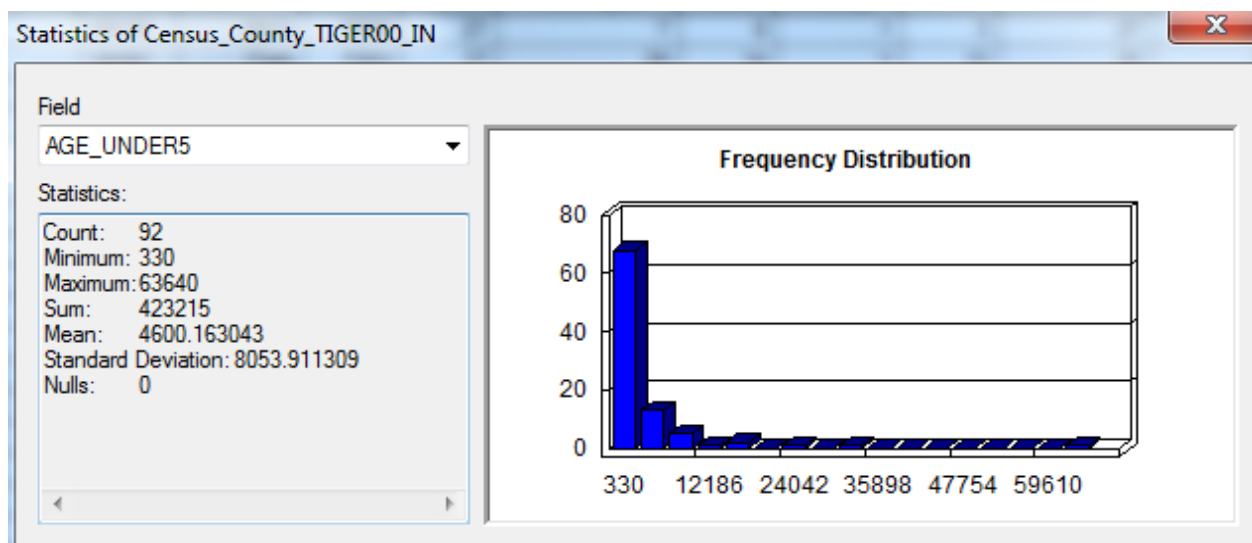 Statistics of Census_County_TIGER00_IN
X
Field
AGE_UNDER5
Statistics:
Count: 92
Minimum: 330
Maximum: 63640
Sum: 423215
Mean: 4600.163043
Standard Deviation: 8053.911309
Nulls: 0
Frequency Distribution
80
60
40
20
0
330 12186 24042 35898 47754 59610